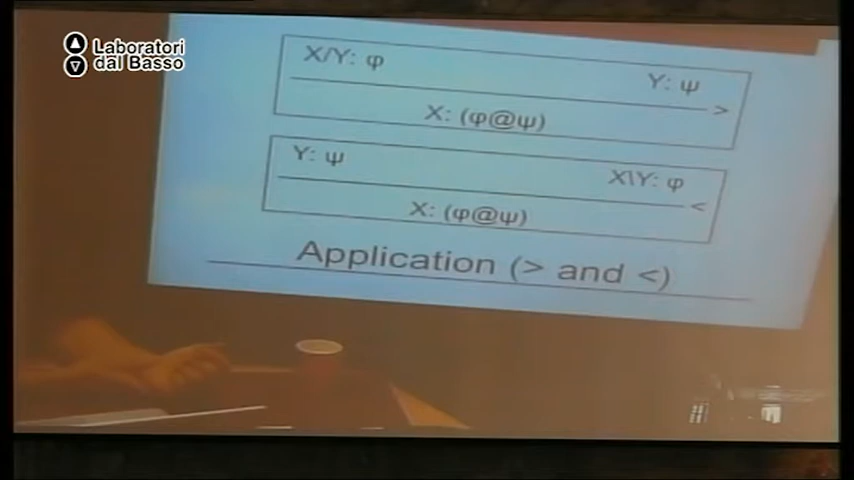 Laboratori
dal Basso
X/Y: φ
Y: ψ
>
X: (φ@ψ)
Y: ψ
X\Y: φ
<
X: (φ@ψ)
Application (> and <)